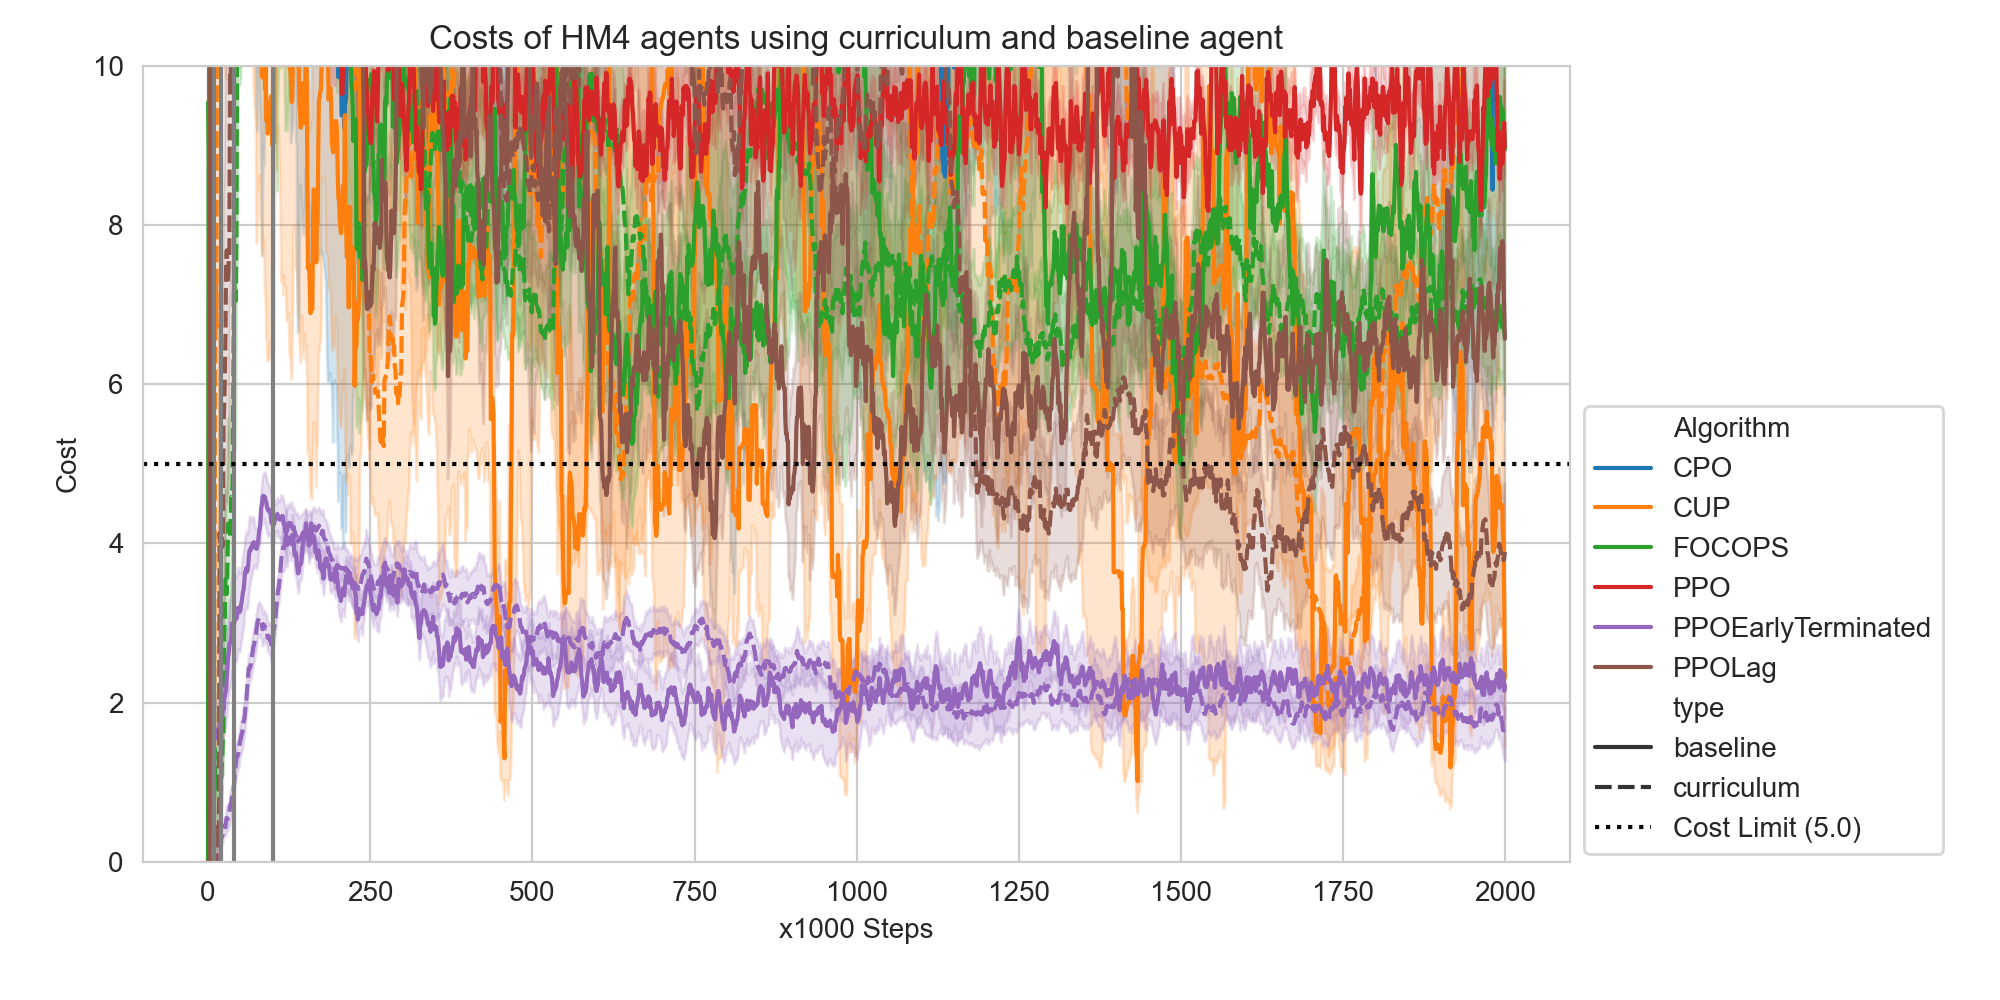 Costs of HM4 agents using curriculum and baseline agent
10
8
6
4
2
0
Cost
0 250 500 750 1000 1250 1500 1750 2000
x1000 Steps
Algorithm
CPO
CUP
FOCOPS
PPO
PPOEarlyTerminated
PPOLag
type
baseline
curriculum
Cost Limit (5.0)